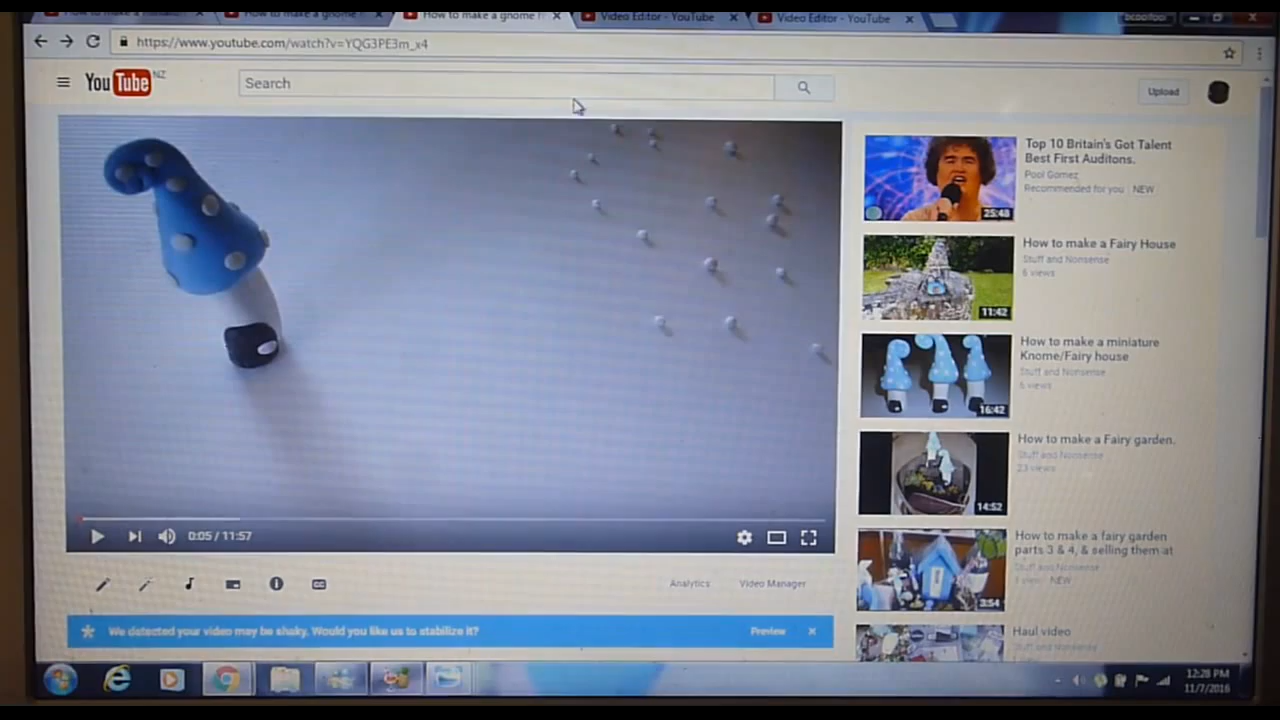 How to make a gnome
How to make a gnome h
Video Editor - YouTube
Video Editor - YouTube
https://www.youtube.com/watch?v=YQG3PE3m_x4
YouTube NZ
Search
Upload
Top 10 Britain's Got Talent
Best First Auditons.
Pool Gomez
Recommended for you NEW
25:48
How to make a Fairy House
Stuff and Nonsense
6 views
11:42
How to make a miniature
Knome/Fairy house
Stuff and Nonsense
6 views
16:42
How to make a Fairy garden.
Stuff and Nonsense
23 views
14:52
How to make a fairy garden
parts 3 & 4, & selling them at
Stuff and Nonsense
NEW
3:54
Haul video
Stuff and Nonsense
0:05 / 11:57
CC
Analytics
Video Manager
We detected your video may be shaky. Would you like us to stabilize it?
Preview
12:28 PM
11/7/2016